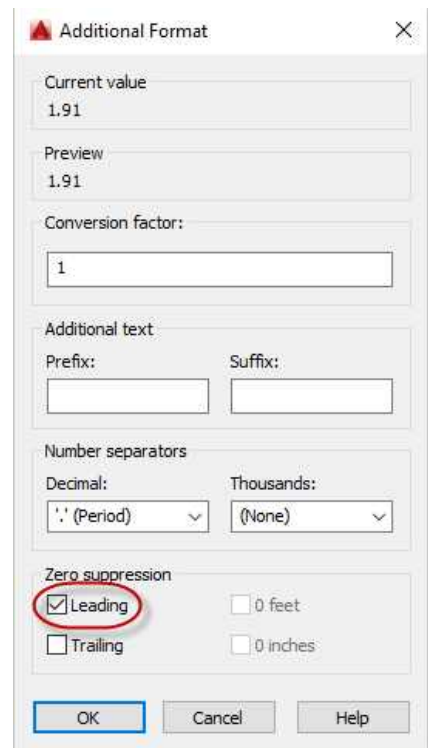 Additional Format
Current value
1.91
Preview
1.91
Conversion factor:
1
Additional text
Prefix: Suffix:
Number separators
Decimal: Thousands:
'.' (Period) (None)
Zero suppression
Leading 0 feet
Trailing 0 inches
OK Cancel Help